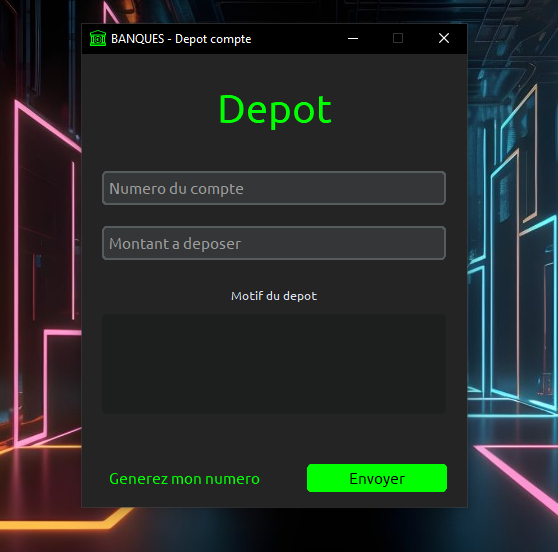 BANQUES - Depot compte
Depot
Numero du compte
Montant a deposer
Motif du depot
Generez mon numero
Envoyer